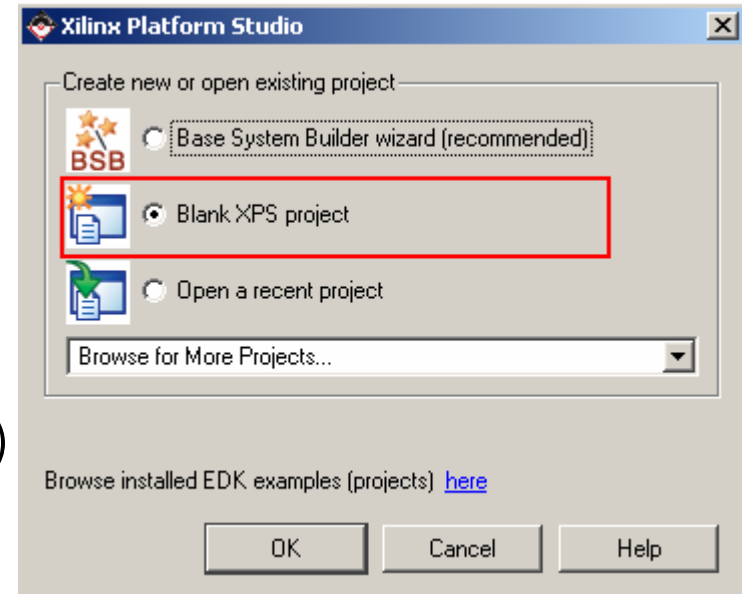 Xilinx Platform Studio
Create new or open existing project
BSB
Base System Builder wizard (recommended)
Blank XPS project
Open a recent project
Browse for More Projects...
)
Browse installed EDK examples (projects) here
OK Cancel Help